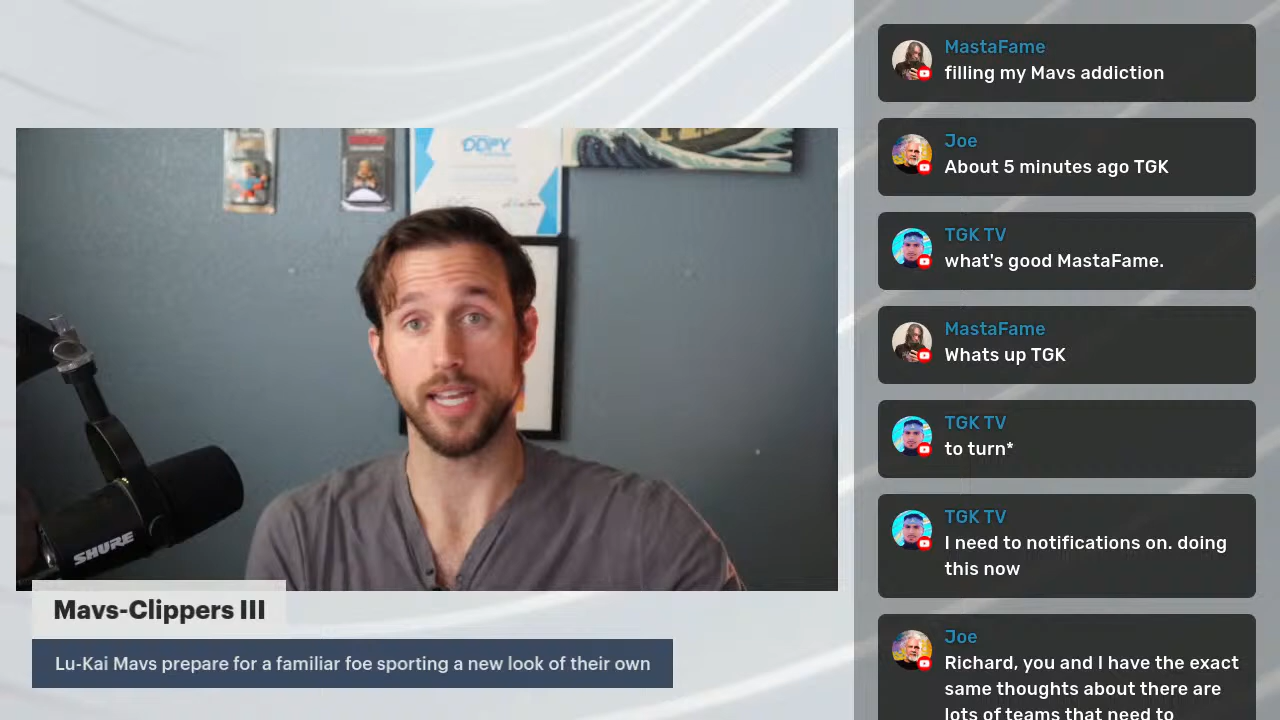 DDPY
SHURE
Mavs-Clippers III
Lu-Kai Mavs prepare for a familiar foe sporting a new look of their own
MastaFame
filling my Mavs addiction
Joe
About 5 minutes ago TGK
TGK TV
what's good MastaFame.
MastaFame
Whats up TGK
TGK TV
to turn*
TGK TV
I need to notifications on. doing
this now
Joe
Richard, you and I have the exact
same thoughts about there are
lots of teams that need to